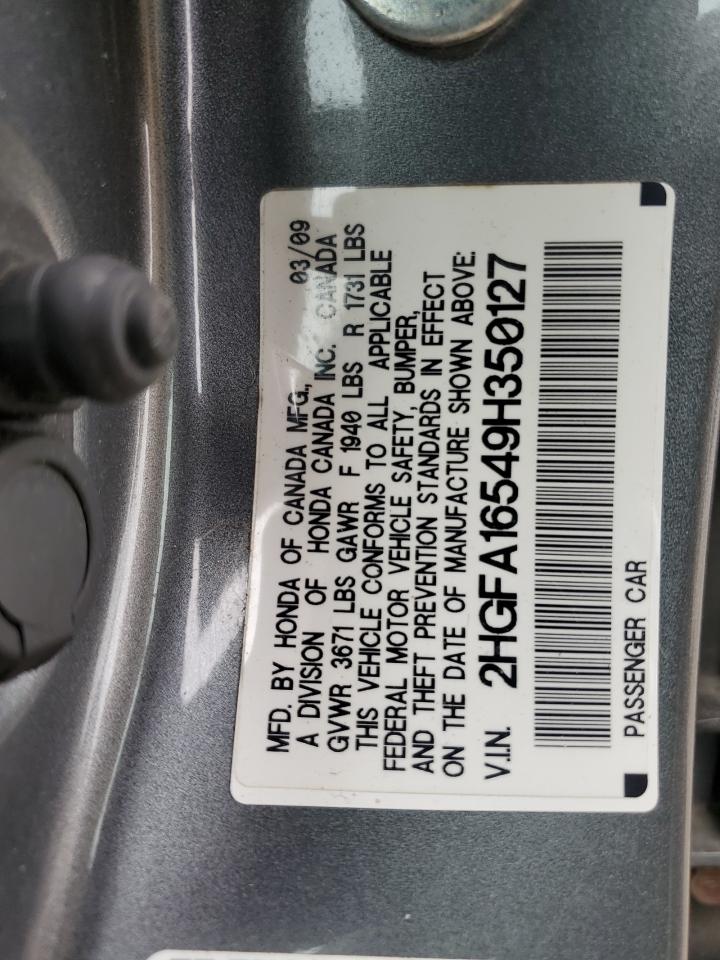 MFD. BY HONDA OF CANADA MFG., 03/09
A DIVISION OF HONDA CANADA INC. CANADA
GVWR 3671 LBS GAWR F 1940 LBS R 1731 LBS
THIS VEHICLE CONFORMS TO ALL APPLICABLE
FEDERAL MOTOR VEHICLE SAFETY, BUMPER,
AND THEFT PREVENTION STANDARDS IN EFFECT
ON THE DATE OF MANUFACTURE SHOWN ABOVE:
V.I.N. 2HGFA16549H350127
PASSENGER CAR